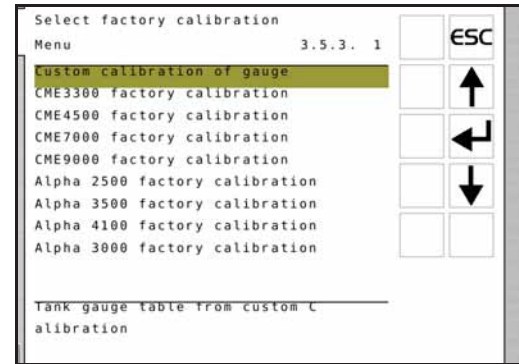 Select factory calibration
Menu 3.5.3. 1
Custom calibration of gauge
CME3300 factory calibration
CME4500 factory calibration
CME7000 factory calibration
CME9000 factory calibration
Alpha 2500 factory calibration
Alpha 3500 factory calibration
Alpha 4100 factory calibration
Alpha 3000 factory calibration
Tank gauge table from custom C
alibration
ESC